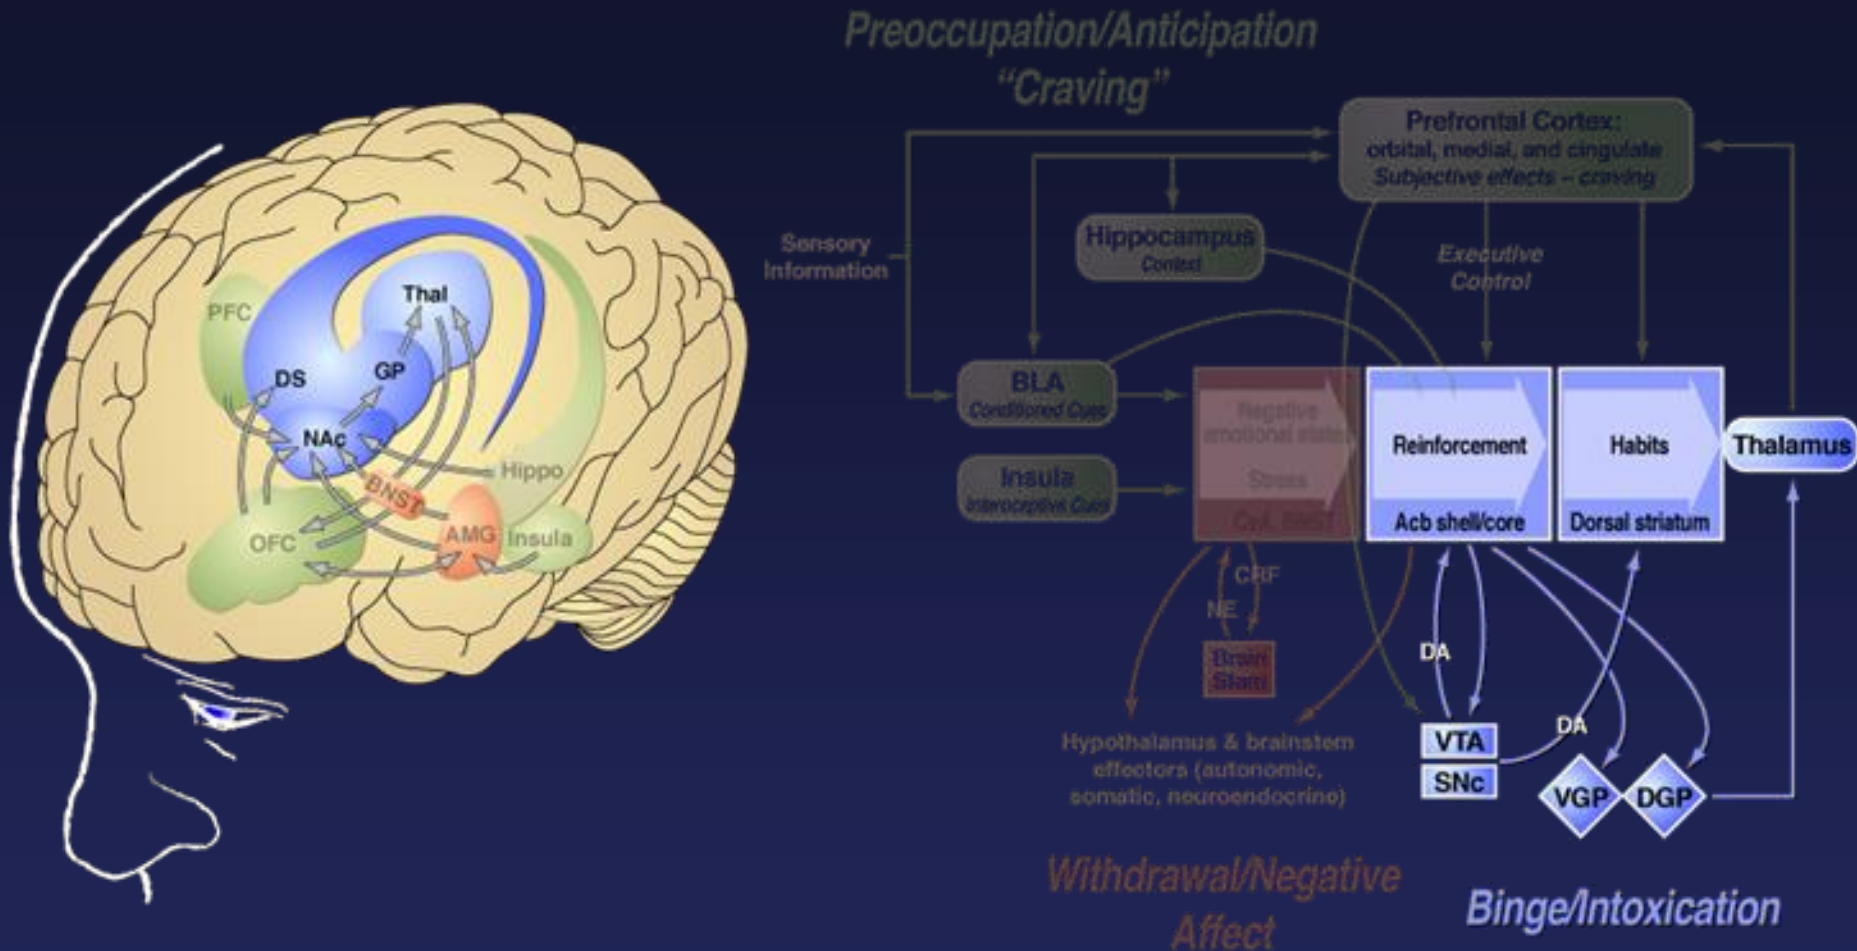 Preoccupation/Anticipation
“Craving”
Prefrontal Cortex:
orbital, medial, and cingulate
Subjective effects – craving
Sensory
Information
Hippocampus
Context
Executive
Control
BLA
Conditioned Cues
Insula
Interoceptive Cues
Negative
emotional states
Stress
CeA, BNST
Reinforcement
Acb shell/core
Habits
Dorsal striatum
Thalamus
CRF
NE
Brain
Stem
DA
DA
VTA
SNc
VGP
DGP
Hypothalamus & brainstem
effectors (autonomic,
somatic, neuroendocrine)
Withdrawal/Negative
Affect
Binge/Intoxication
PFC
Thal
DS
GP
NAc
Hippo
BNST
OFC
AMG
Insula